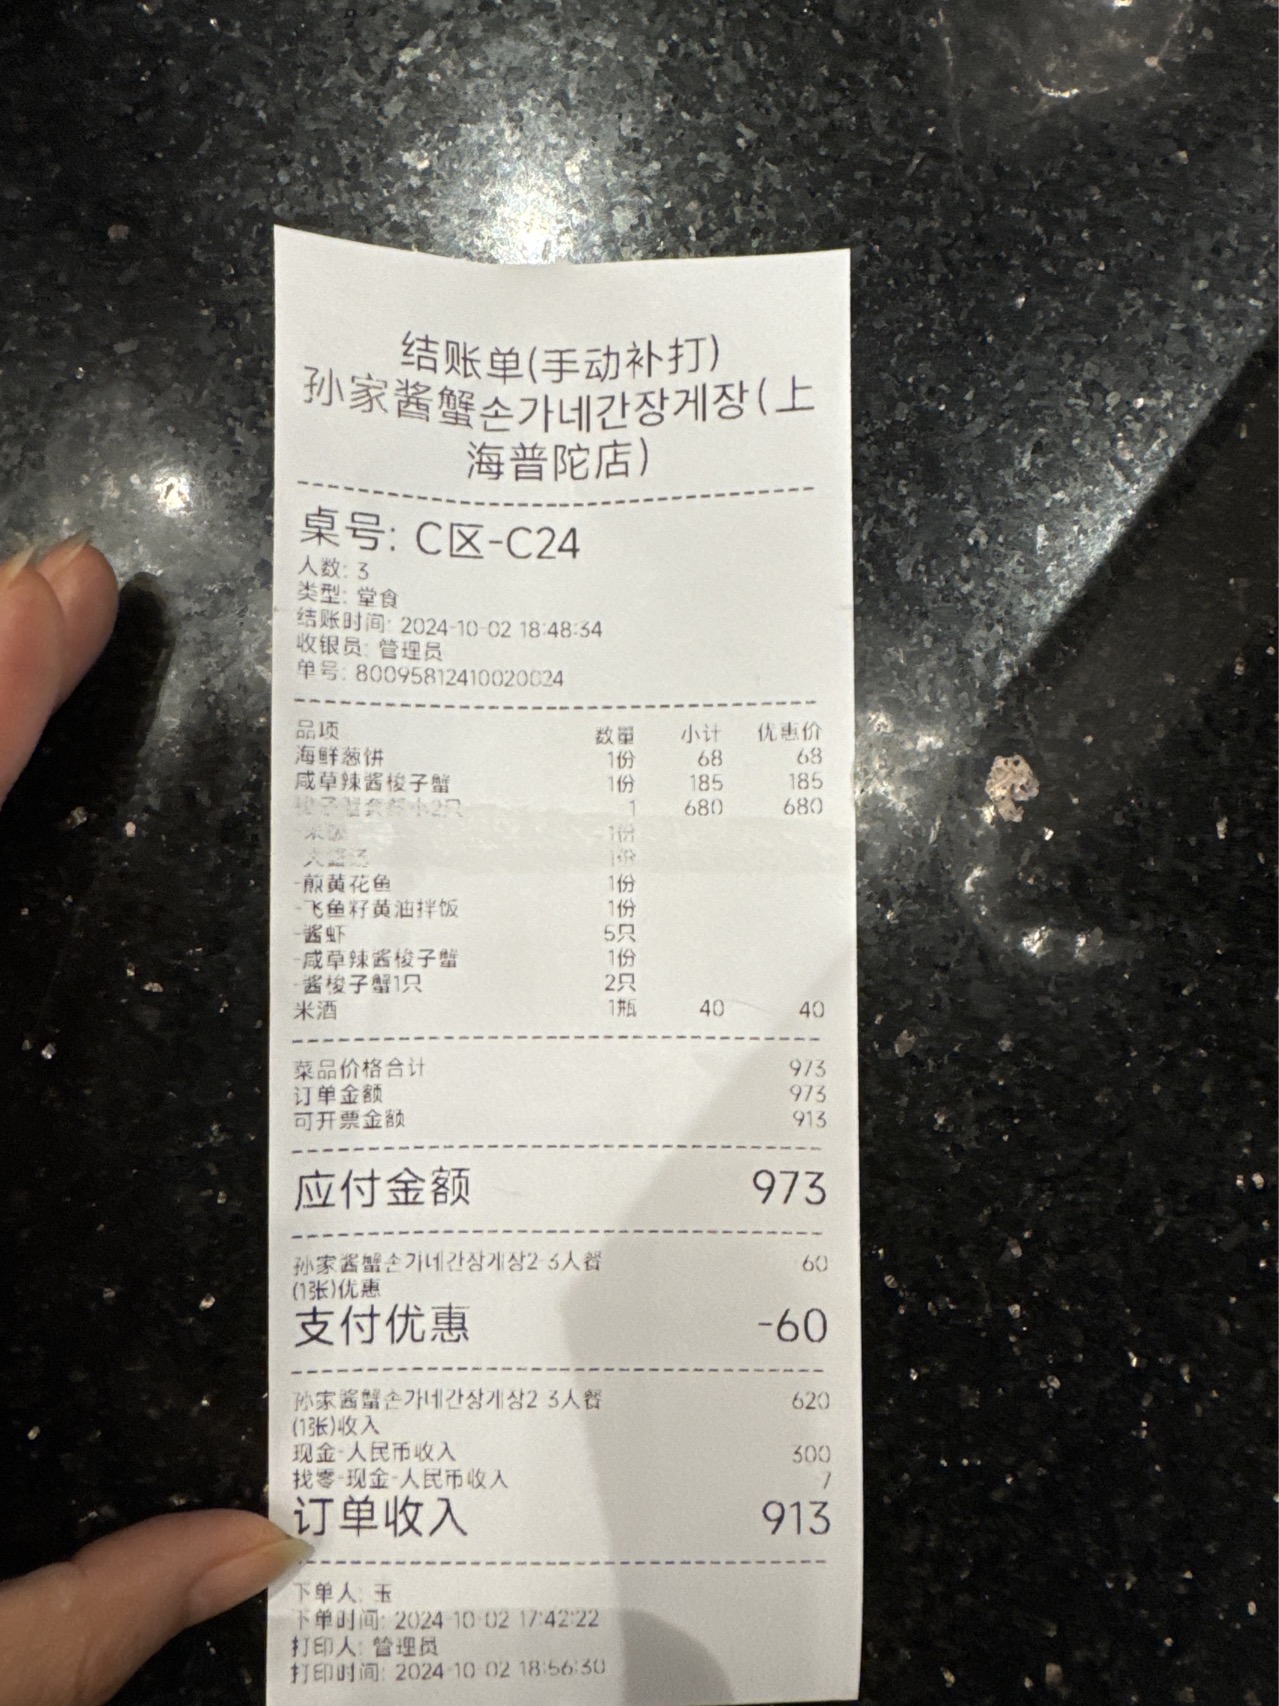 结账单(手动补打)
孙家酱蟹손가네간장게장(上
海普陀店)
桌号: C区-C24
人数: 3
类型: 堂食
结账时间: 2024-10-02 18:48:34
收银员: 管理员
单号: 80095812410020024
品项 数量 小计 优惠价
海鲜葱饼 1份 68 68
咸草辣酱梭子蟹 1份 185 185
梭子蟹套餐小2只 1 680 680
-米饭 1份
1份
-煎黄花鱼 1份
-飞鱼籽黄油拌饭 1份
-酱虾 5只
-咸草辣酱梭子蟹 1份
-酱梭子蟹1只 2只
米酒 1瓶 40 40
菜品价格合计 973
订单金额 973
可开票金额 913
应付金额 973
孙家酱蟹손가네간장게장2-3人餐 60
(1张)优惠
支付优惠 -60
孙家酱蟹손가네간장게장2-3人餐 620
(1张)收入
现金-人民币收入 300
找零-现金-人民币收入 7
订单收入 913
下单人: 玉
下单时间: 2024-10-02 17:42:22
打印人: 管理员
打印时间: 2024-10-02 18:56:30